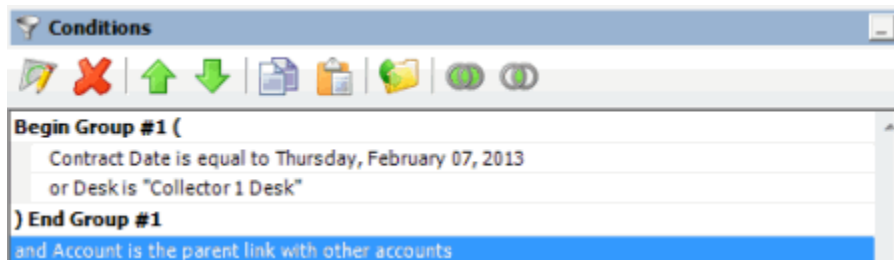 Conditions
Begin Group #1 (
Contract Date is equal to Thursday, February 07, 2013
or Desk is "Collector 1 Desk"
) End Group #1
and Account is the parent link with other accounts